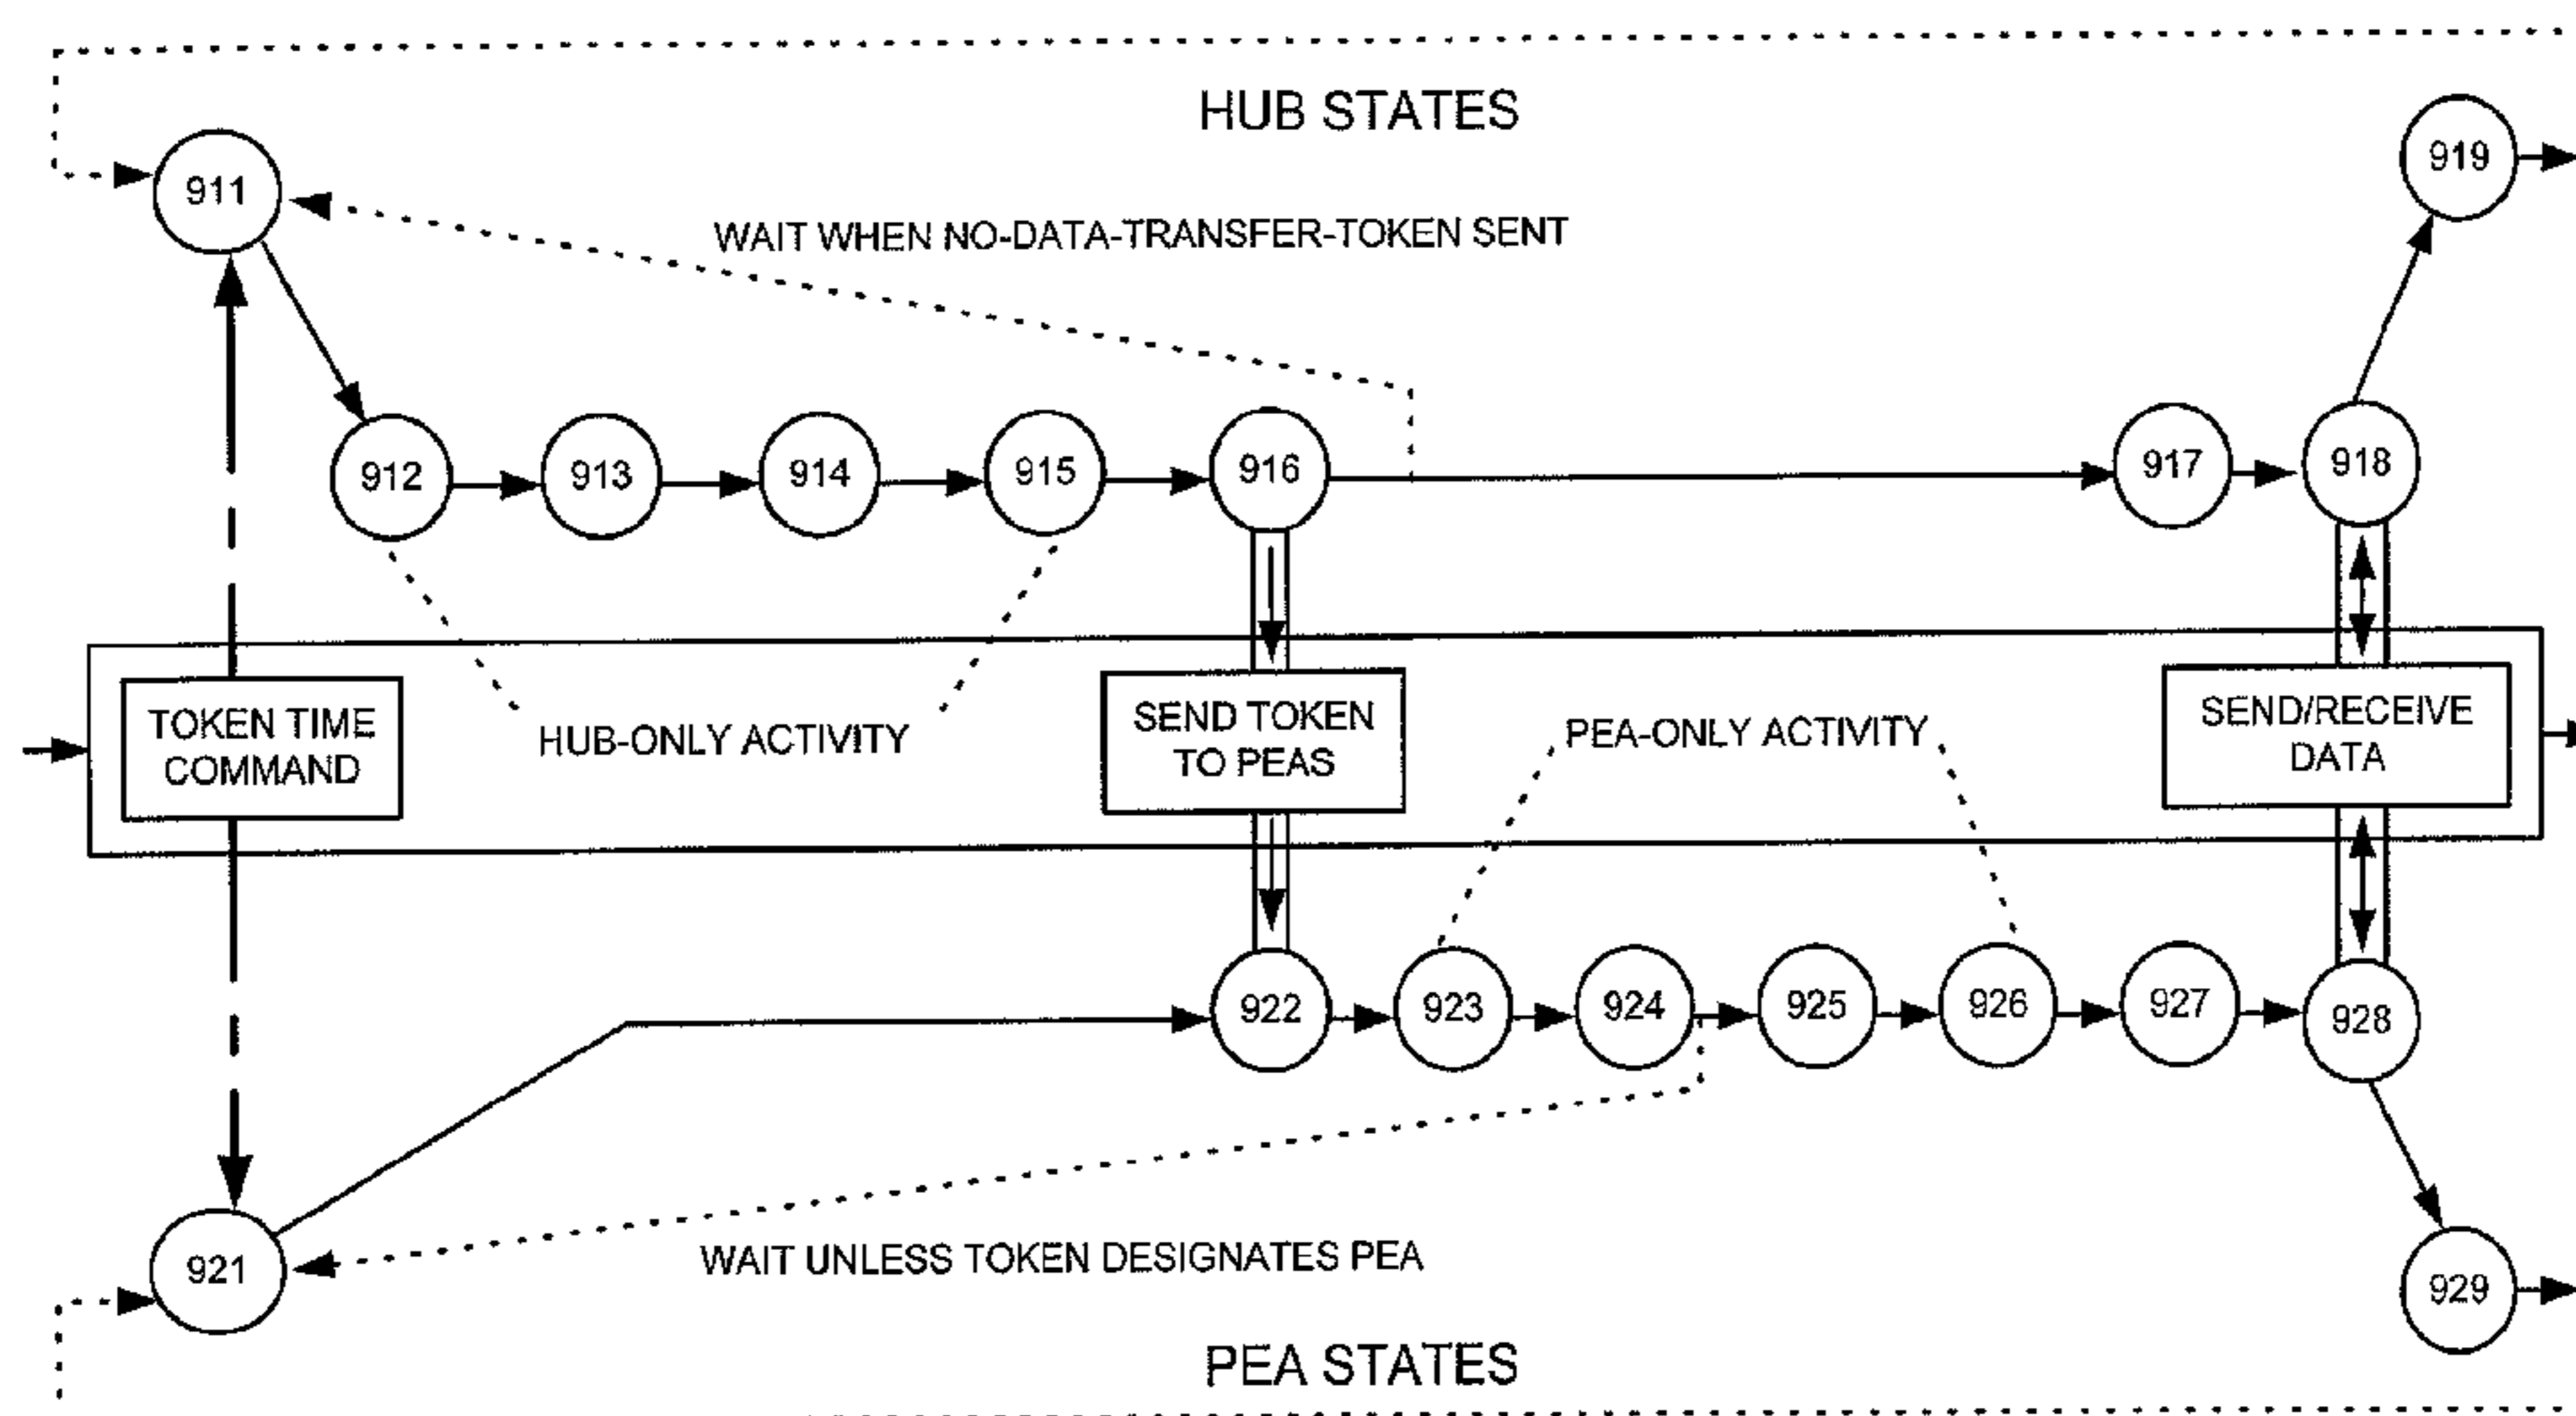 HUB STATES
919
911
WAIT WHEN NO-DATA-TRANSFER-TOKEN SENT
912
913
914
915
916
917
918
TOKEN TIME
COMMAND
HUB-ONLY ACTIVITY
SEND TOKEN
TO PEAS
PEA-ONLY ACTIVITY
SEND/RECEIVE
DATA
922
923
924
925
926
927
928
921
WAIT UNLESS TOKEN DESIGNATES PEA
929
PEA STATES